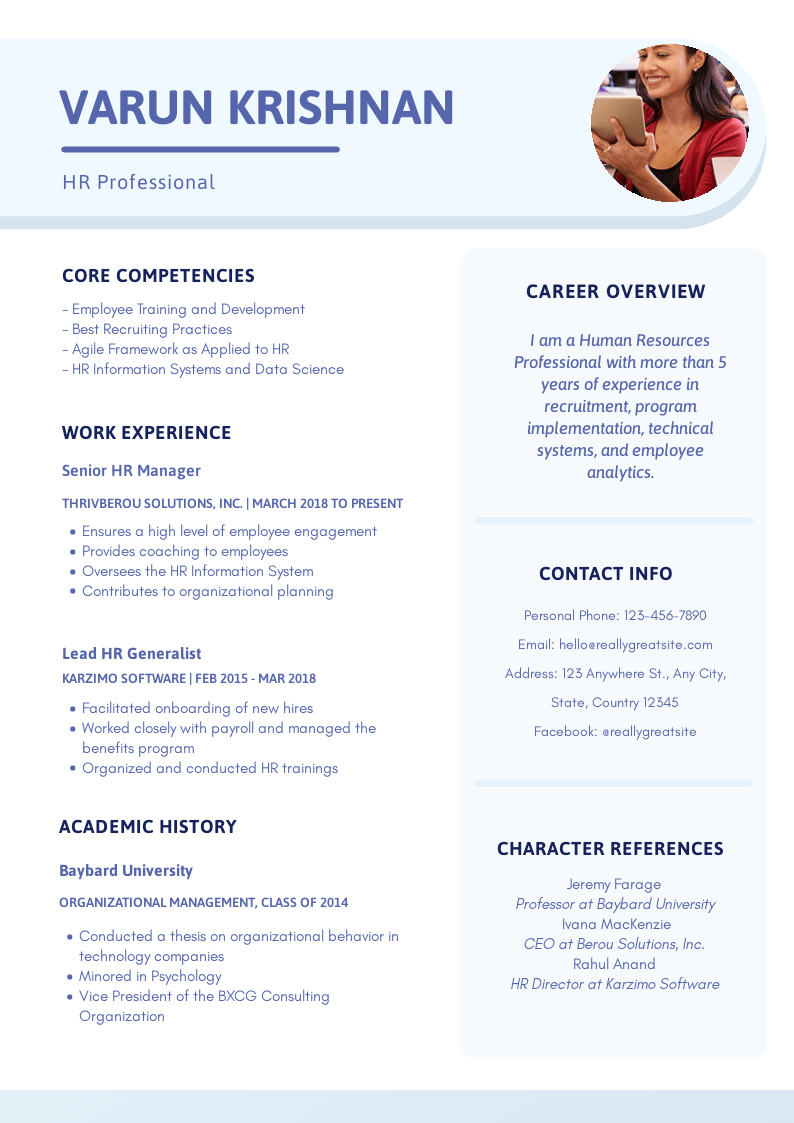 VARUN KRISHNAN
HR Professional
CORE COMPETENCIES
- Employee Training and Development
- Best Recruiting Practices
- Agile Framework as Applied to HR
- HR Information Systems and Data Science
WORK EXPERIENCE
Senior HR Manager
THRIVBEROU SOLUTIONS, INC. | MARCH 2018 TO PRESENT
• Ensures a high level of employee engagement
• Provides coaching to employees
• Oversees the HR Information System
• Contributes to organizational planning
Lead HR Generalist
KARZIMO SOFTWARE | FEB 2015 - MAR 2018
• Facilitated onboarding of new hires
• Worked closely with payroll and managed the
benefits program
• Organized and conducted HR trainings
ACADEMIC HISTORY
Baybard University
ORGANIZATIONAL MANAGEMENT, CLASS OF 2014
• Conducted a thesis on organizational behavior in
technology companies
• Minored in Psychology
• Vice President of the BXCG Consulting
Organization
CAREER OVERVIEW
I am a Human Resources
Professional with more than 5
years of experience in
recruitment, program
implementation, technical
systems, and employee
analytics.
CONTACT INFO
Personal Phone: 123-456-7890
Email: hello@reallygreatsite.com
Address: 123 Anywhere St., Any City,
State, Country 12345
Facebook: @reallygreatsite
CHARACTER REFERENCES
Jeremy Farage
Professor at Baybard University
Ivana MacKenzie
CEO at Berou Solutions, Inc.
Rahul Anand
HR Director at Karzimo Software